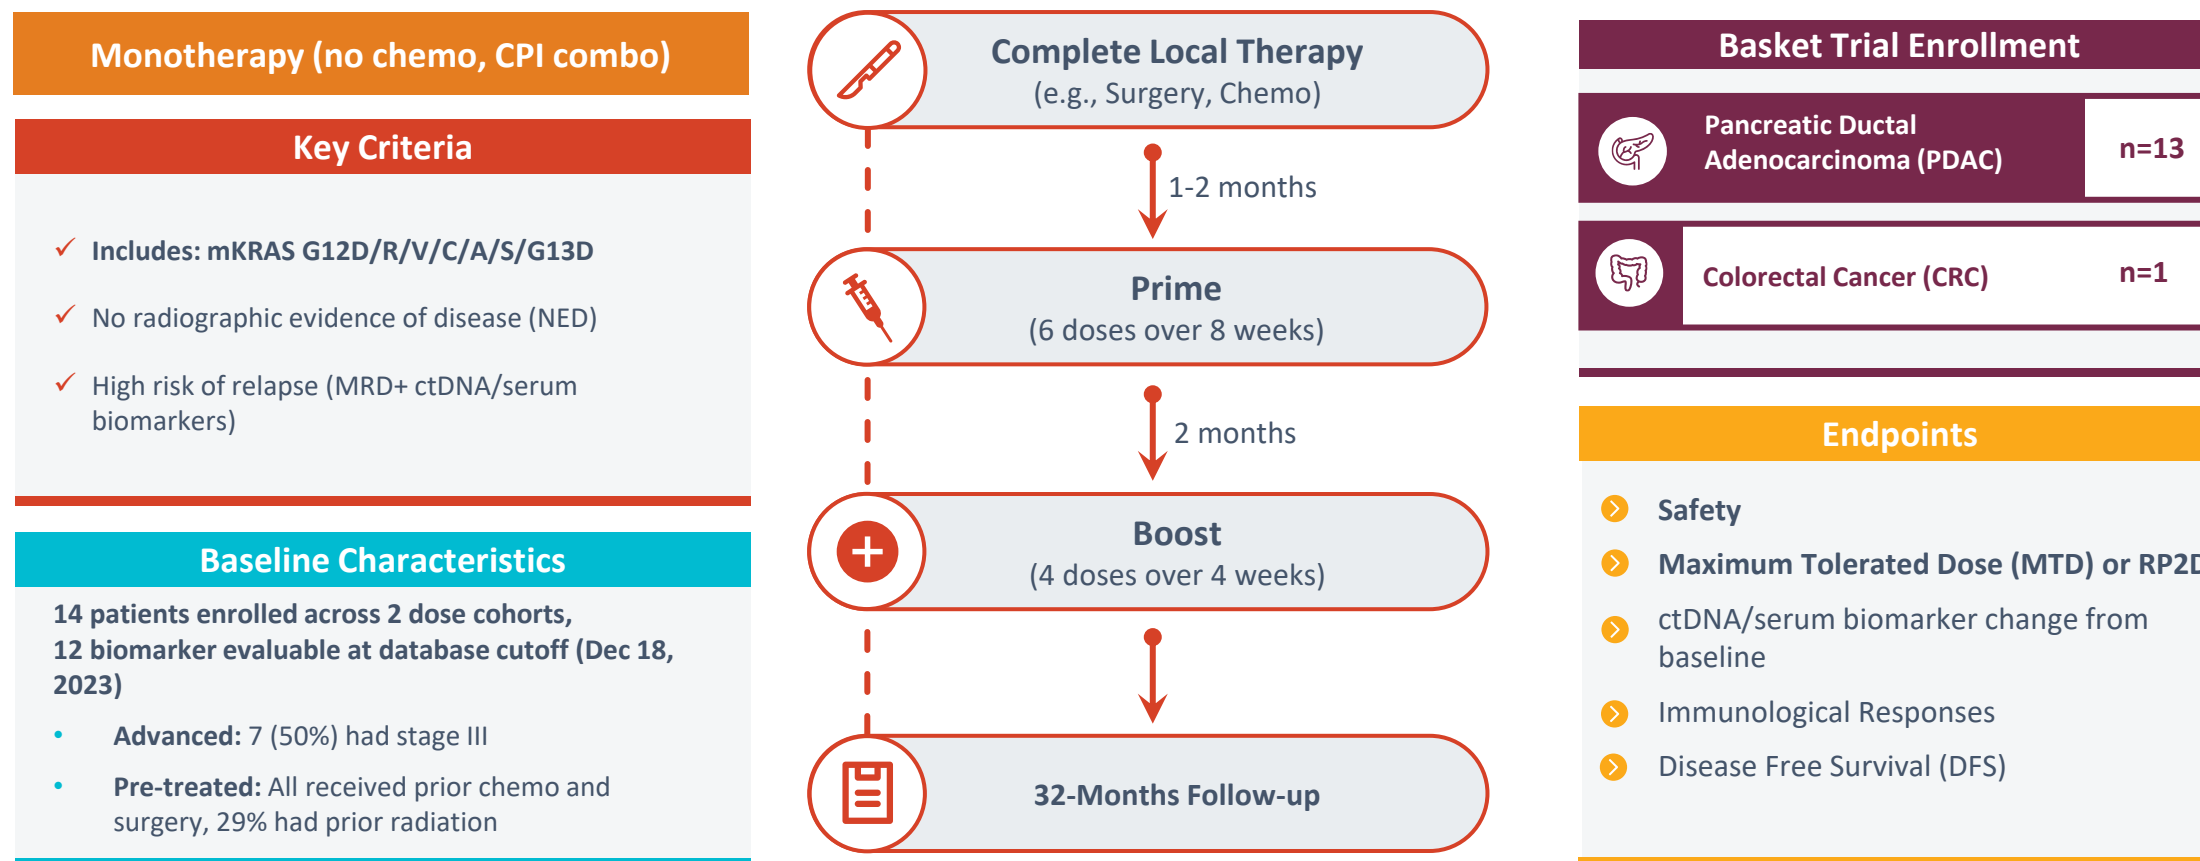 Monotherapy (no chemo, CPI combo)
Key Criteria
✓ Includes: mKRAS G12D/R/V/C/A/S/G13D
✓ No radiographic evidence of disease (NED)
✓ High risk of relapse (MRD+ ctDNA/serum
biomarkers)
Baseline Characteristics
14 patients enrolled across 2 dose cohorts,
12 biomarker evaluable at database cutoff (Dec 18,
2023)
• Advanced: 7 (50%) had stage III
• Pre-treated: All received prior chemo and
surgery, 29% had prior radiation
Complete Local Therapy
(e.g., Surgery, Chemo)
1-2 months
Prime
(6 doses over 8 weeks)
2 months
Boost
(4 doses over 4 weeks)
32-Months Follow-up
Basket Trial Enrollment
Pancreatic Ductal
Adenocarcinoma (PDAC)
n=13
Colorectal Cancer (CRC)
n=1
Endpoints
Safety
Maximum Tolerated Dose (MTD) or RP2D
ctDNA/serum biomarker change from
baseline
Immunological Responses
Disease Free Survival (DFS)